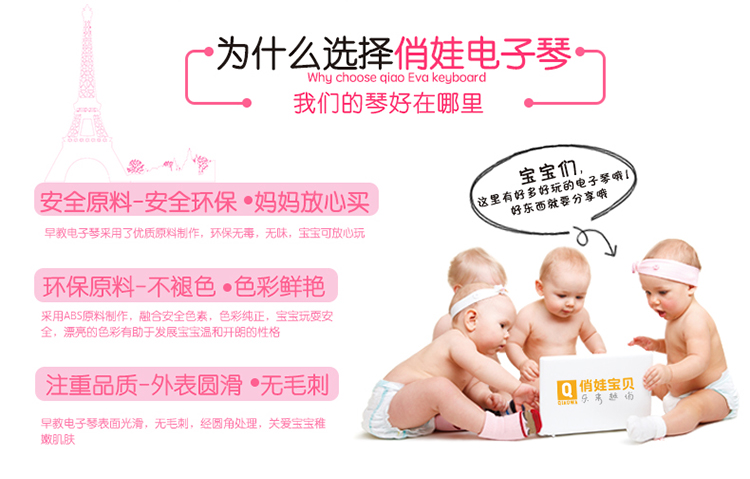 为什么选择俏娃电子琴
Why choose qiao Eva keyboard
我们的琴好在哪里
宝宝们,
这里有好多好玩的电子琴哦!
好东西就要分享哦
安全原料-安全环保•妈妈放心买
早教电子琴采用了优质原料制作，环保无毒，无味，宝宝可放心玩
环保原料-不褪色•色彩鲜艳
采用ABS原料制作，融合安全色素，色彩纯正，宝宝玩耍安
全，漂亮的色彩有助于发展宝宝温和开朗的性格
注重品质-外表圆滑•无毛刺
早教电子琴表面光滑，无毛刺，经圆角处理，关爱宝宝稚
嫩肌肤
Q
俏娃宝贝